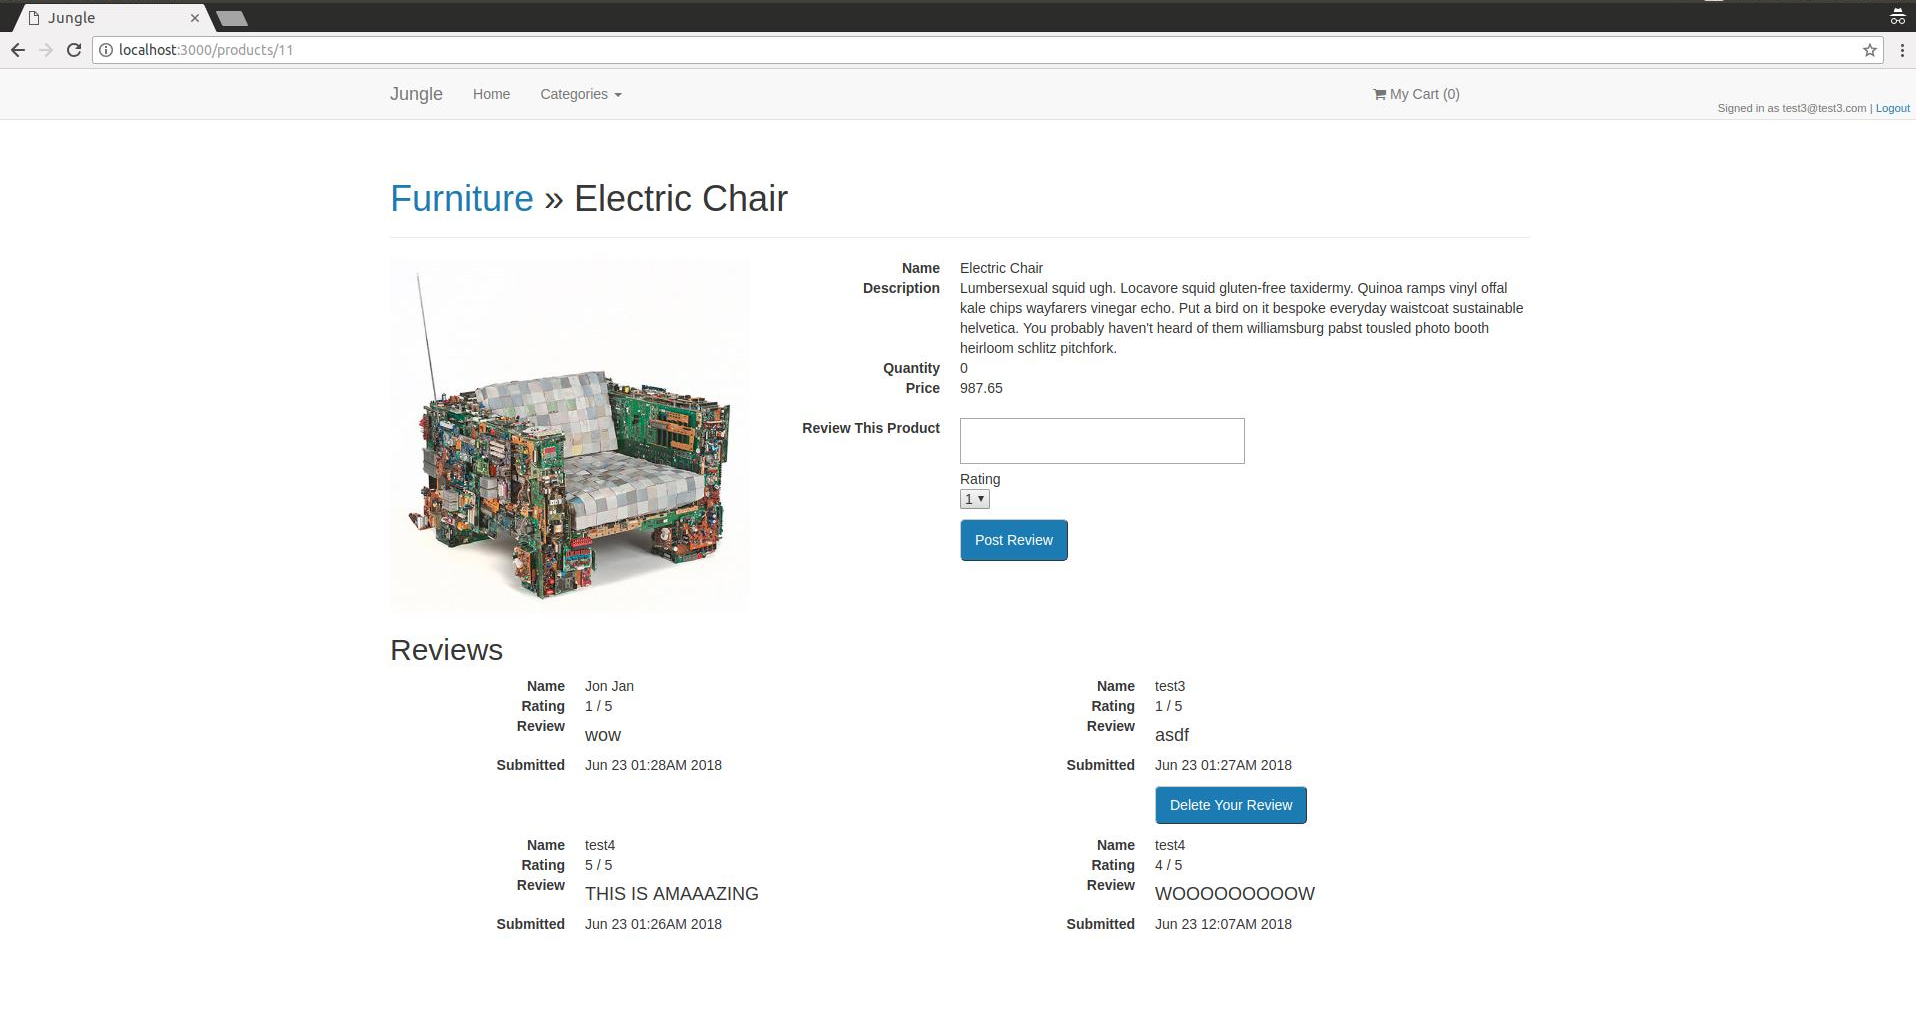 Jungle
localhost:3000/products/11
Jungle Home Categories My Cart (0)
Signed in as test3@test3.com | Logout
Furniture » Electric Chair
Name Electric Chair
Description Lumbersexual squid ugh. Locavore squid gluten-free taxidermy. Quinoa ramps vinyl offal
kale chips wayfarers vinegar echo. Put a bird on it bespoke everyday waistcoat sustainable
helvetica. You probably haven't heard of them williamsburg pabst tousled photo booth
heirloom schlitz pitchfork.
Quantity 0
Price 987.65
Review This Product
Rating
1
Post Review
Reviews
Name Jon Jan
Rating 1 / 5
Review wow
Submitted Jun 23 01:28AM 2018
Name test3
Rating 1 / 5
Review asdf
Submitted Jun 23 01:27AM 2018
Delete Your Review
Name test4
Rating 5 / 5
Review THIS IS AMAAAZING
Submitted Jun 23 01:26AM 2018
Name test4
Rating 4 / 5
Review WOOOOOOOOOW
Submitted Jun 23 12:07AM 2018